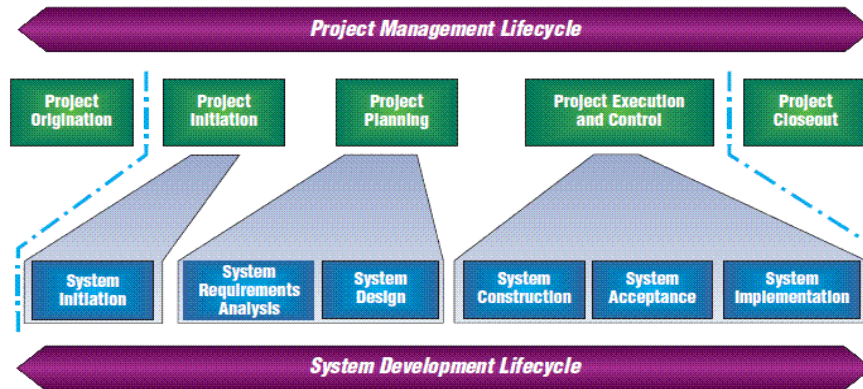 Project Management Lifecycle
Project
Origination
Project
Initiation
Project
Planning
Project Execution
and Control
Project
Closeout
System
Initiation
System
Requirements
Analysis
System
Design
System
Construction
System
Acceptance
System
Implementation
System Development Lifecycle